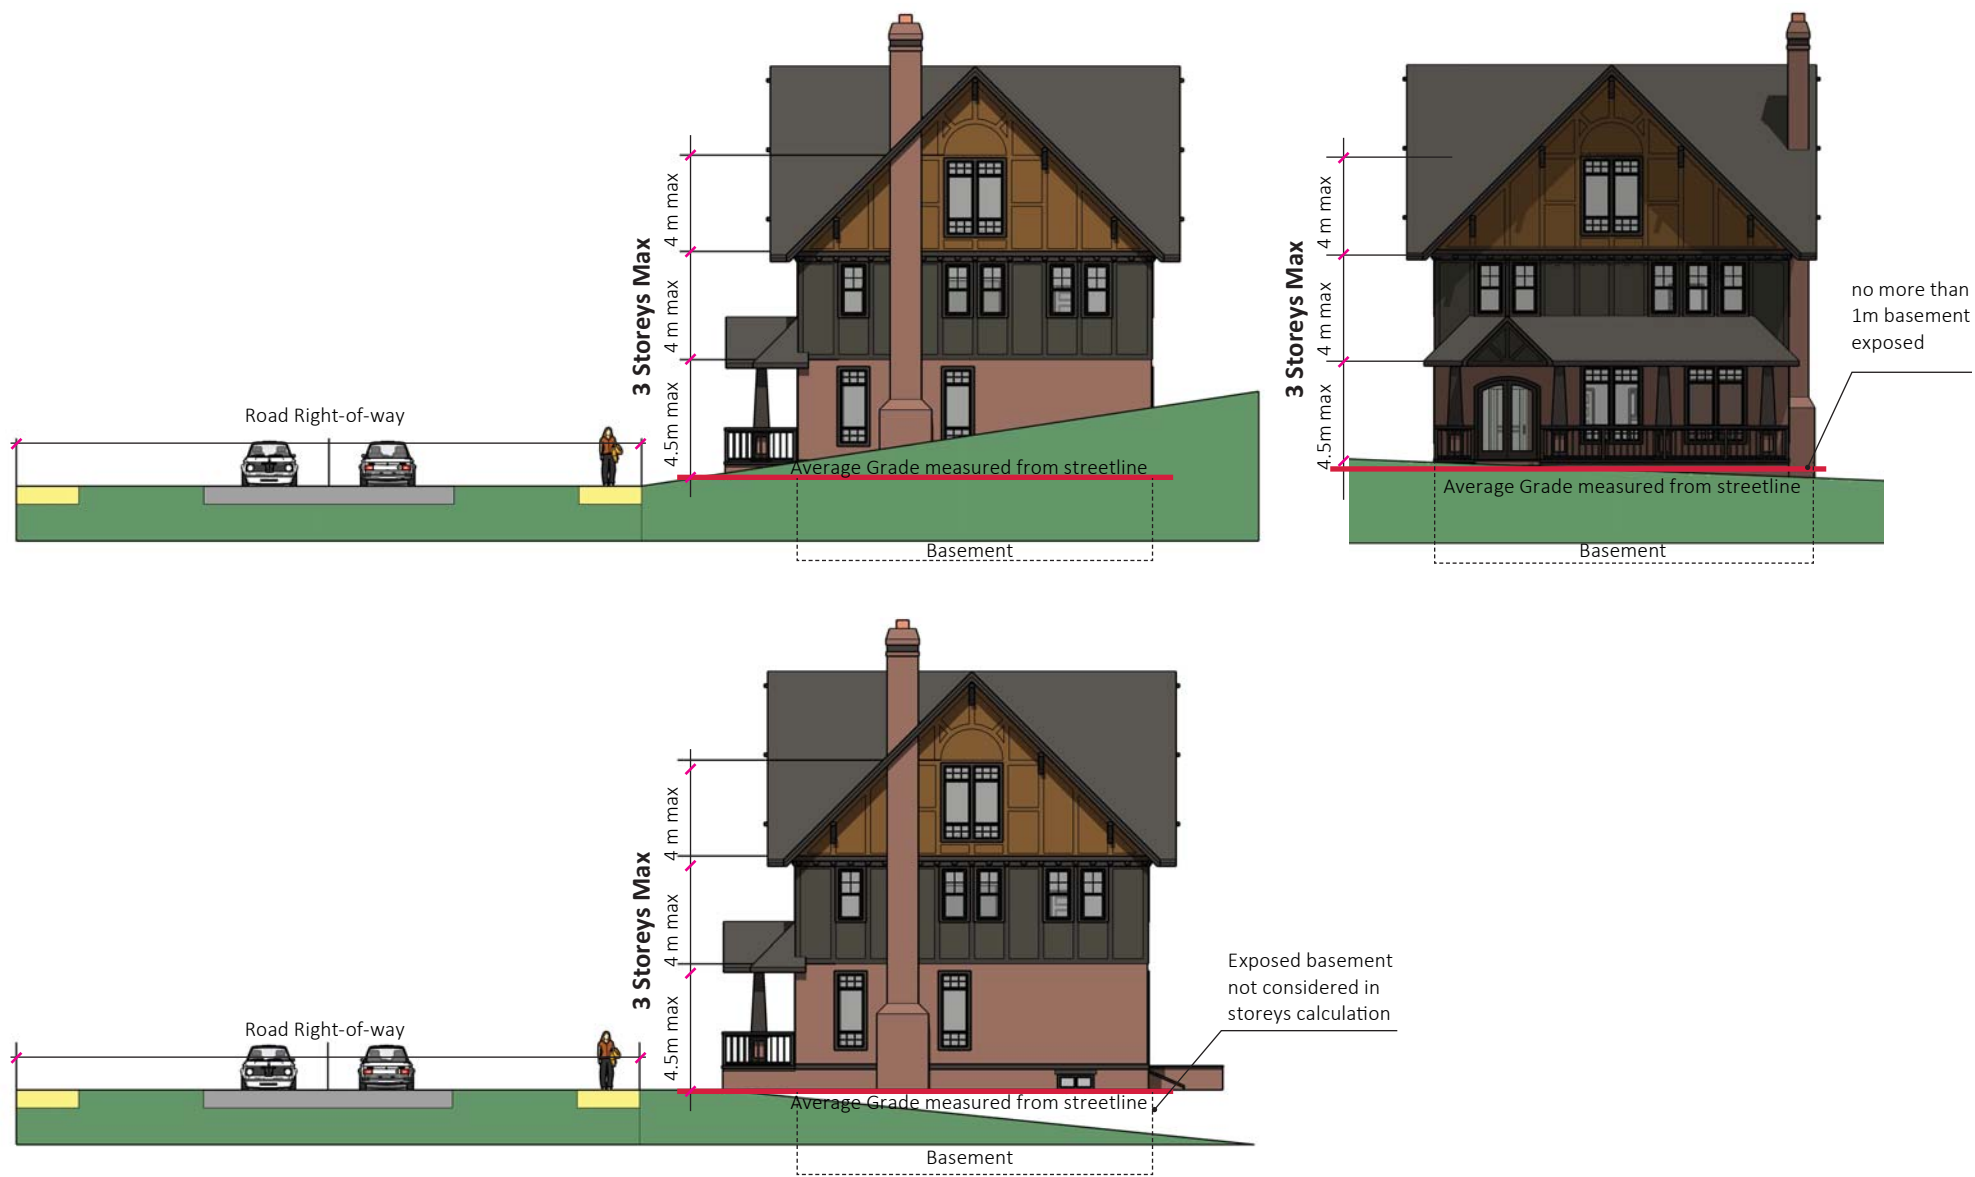 Road Right-of-way
3 Storeys Max
4 m max
4 m max
4.5m max
Average Grade measured from streetline
Basement
3 Storeys Max
4 m max
4 m max
4.5m max
Average Grade measured from streetline
Basement
no more than
1m basement
exposed
Road Right-of-way
3 Storeys Max
4 m max
4 m max
4.5m max
Average Grade measured from streetline
Basement
Exposed basement
not considered in
storeys calculation